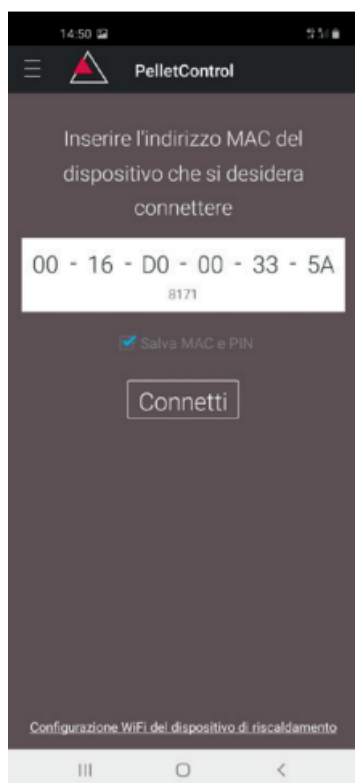 14:50
PelletControl
Inserire l'indirizzo MAC del
dispositivo che si desidera
connettere
00 - 16 - D0 - 00 - 33 - 5A
8171
Salva MAC e PIN
Connetti
Configurazione WiFi del dispositivo di riscaldamento